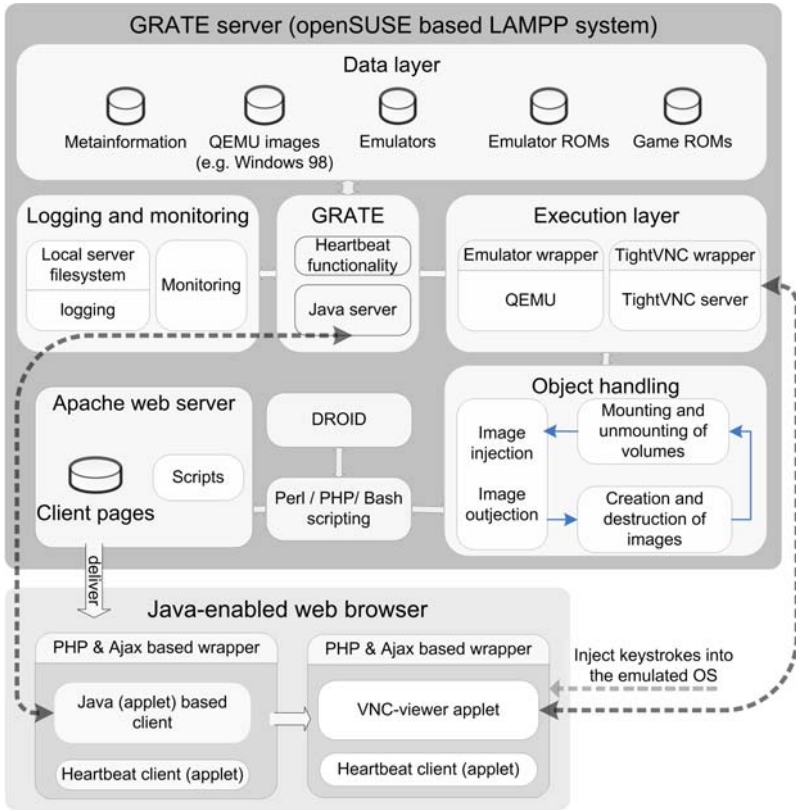 GRATE server (openSUSE based LAMPP system)
Data layer
Metainformation
QEMU images
(e.g. Windows 98)
Emulators
Emulator ROMs
Game ROMs
Logging and monitoring
Local server
filesystem
logging
Monitoring
GRATE
Heartbeat
functionality
Java server
Execution layer
Emulator wrapper
QEMU
TightVNC wrapper
TightVNC server
Apache web server
Client pages
Scripts
DROID
Perl / PHP/ Bash
scripting
Object handling
Image
injection
Image
outjection
Mounting and
unmounting of
volumes
Creation and
destruction of
images
deliver
Java-enabled web browser
PHP & Ajax based wrapper
Java (applet) based
client
Heartbeat client (applet)
PHP & Ajax based wrapper
VNC-viewer applet
Heartbeat client (applet)
Inject keystrokes into
the emulated OS